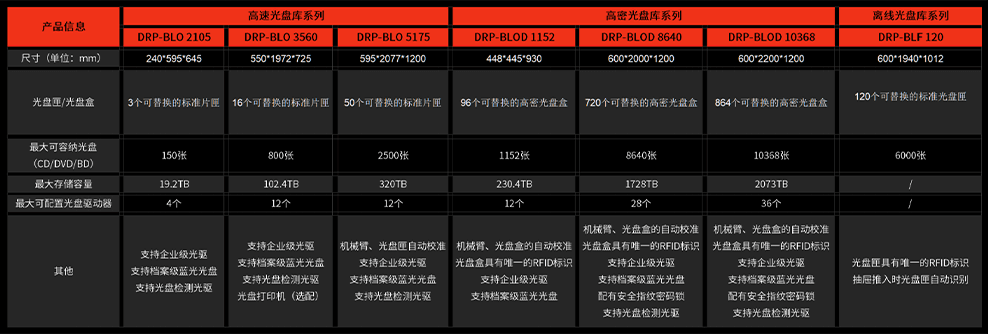 产品信息 高速光盘库系列 高密光盘库系列 离线光盘库系列
DRP-BLO 2105 DRP-BLO 3560 DRP-BLO 5175 DRP-BLOD 1152 DRP-BLOD 8640 DRP-BLOD 10368 DRP-BLF 120
尺寸（单位：mm） 240*595*645 550*1972*725 595*2077*1200 448*445*930 600*2000*1200 600*2200*1200 600*1940*1012
光盘匣/光盘盒 3个可替换的标准片匣 16个可替换的标准片匣 50个可替换的标准片匣 96个可替换的高密光盘盒 720个可替换的高密光盘盒 864个可替换的高密光盘盒 120个可替换的标准光盘匣
最大可容纳光盘
（CD/DVD/BD） 150张 800张 2500张 1152张 8640张 10368张 6000张
最大存储容量 19.2TB 102.4TB 320TB 230.4TB 1728TB 2073TB /
最大可配置光盘驱动器 4个 12个 12个 12个 28个 36个 /
其他
支持企业级光驱
支持档案级蓝光光盘
支持光盘检测光驱
支持企业级光驱
支持档案级蓝光光盘
支持光盘检测光驱
光盘打印机（选配）
机械臂、光盘匣自动校准
支持企业级光驱
支持档案级蓝光光盘
支持光盘检测光驱
机械臂、光盘盒的自动校准
光盘盒具有唯一的RFID标识
支持企业级光驱
支持档案级蓝光光盘
机械臂、光盘盒的自动校准
光盘盒具有唯一的RFID标识
支持企业级光驱
支持档案级蓝光光盘
配有安全指纹密码锁
支持光盘检测光驱
机械臂、光盘盒的自动校准
光盘盒具有唯一的RFID标识
支持企业级光驱
支持档案级蓝光光盘
配有安全指纹密码锁
支持光盘检测光驱
光盘匣具有唯一的RFID标识
抽屉推入时光盘匣自动识别